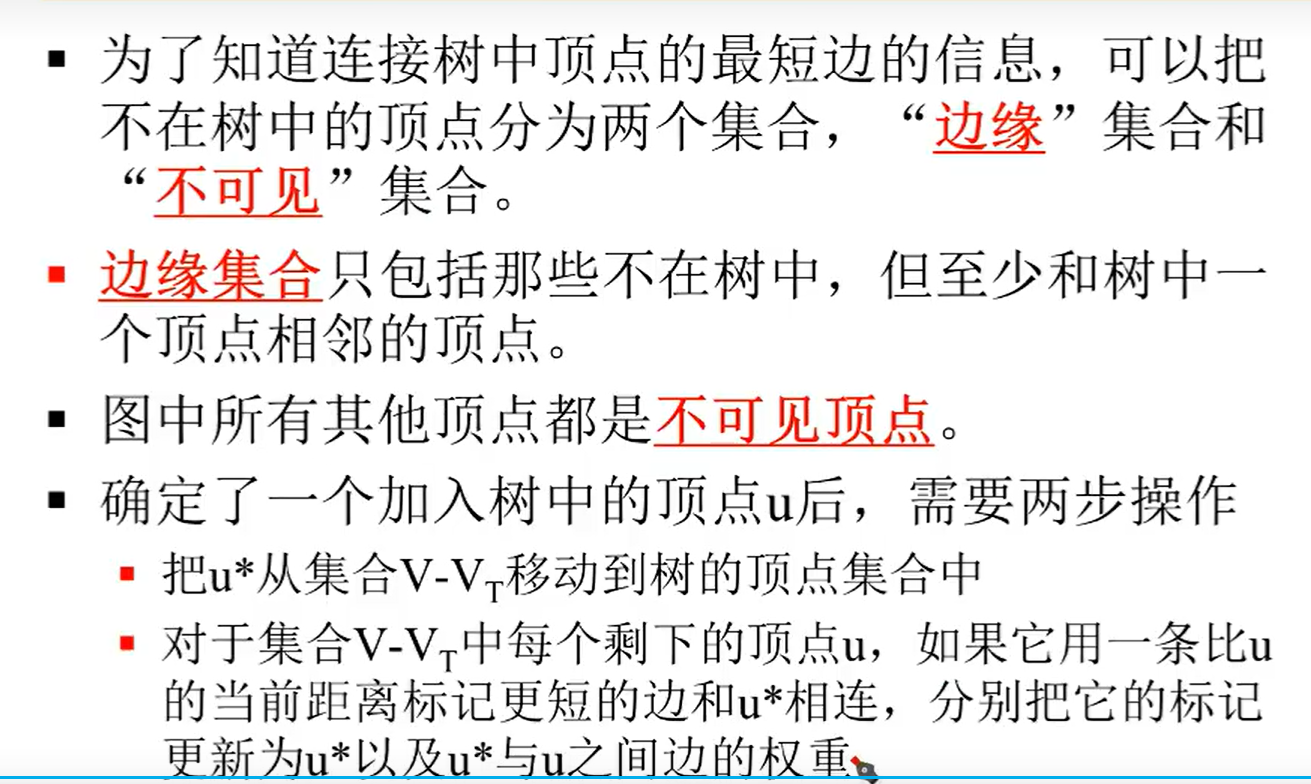 ▪ 为了知道连接树中顶点的最短边的信息，可以把
不在树中的顶点分为两个集合，“边缘”集合和
“不可见”集合。
▪ 边缘集合只包括那些不在树中，但至少和树中一
个顶点相邻的顶点。
▪ 图中所有其他顶点都是不可见顶点。
▪ 确定了一个加入树中的顶点u后，需要两步操作
▪ 把u*从集合V-V_T移动到树的顶点集合中
▪ 对于集合V-V_T中每个剩下的顶点u，如果它用一条比u
的当前距离标记更短的边和u*相连，分别把它的标记
更新为u*以及u*与u之间边的权重